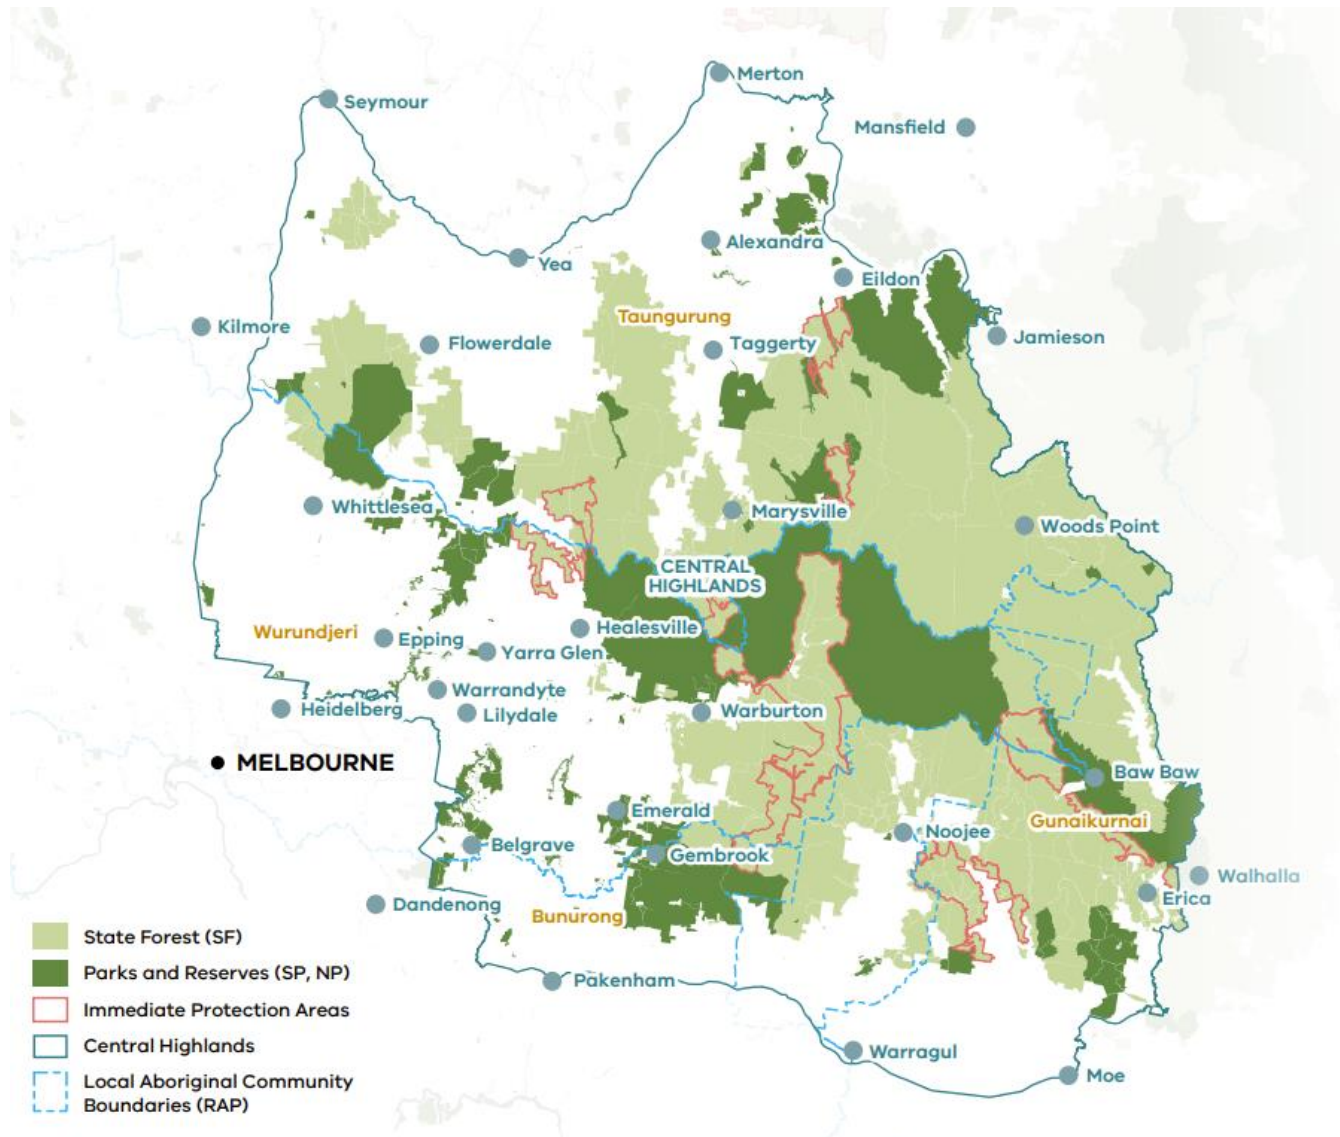 Merton
Seymour
Mansfield
Alexandra
Yea
Eildon
Taungurung
Kilmore
Jamieson
Flowerdale
Taggerty
Whittlesea
Marysville
Woods Point
CENTRAL
HIGHLANDS
Wurundjeri
Epping
Healesville
Yarra Glen
Warrandyte
Heidelberg
Lilydale
Warburton
MELBOURNE
Baw Baw
Emerald
Gunaikurnai
Noojee
Belgrave
Gembrook
Walhalla
Erica
Dandenong
Bunurong
State Forest (SF)
Parks and Reserves (SP, NP)
Pakenham
Immediate Protection Areas
Central Highlands
Warragul
Moe
Local Aboriginal Community
Boundaries (RAP)